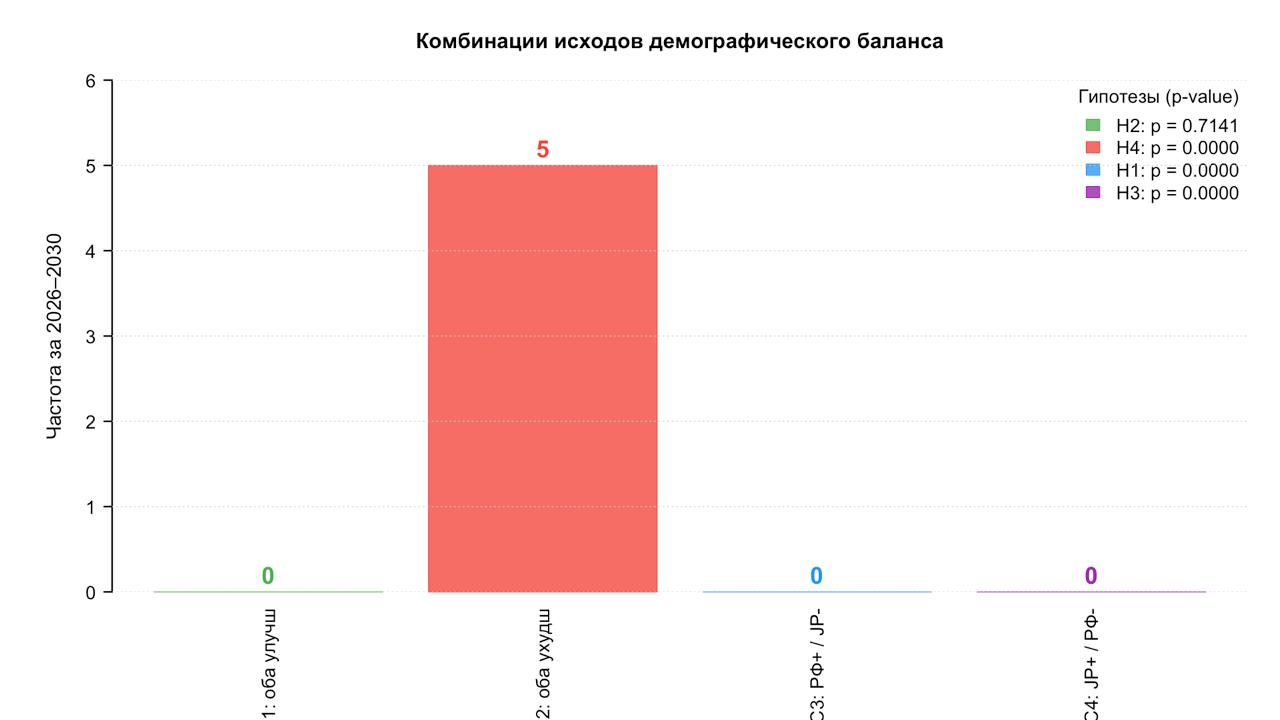 Комбинации исходов демографического баланса
Частота за 2026–2030
6
5
4
3
2
1
0
0
5
0
0
Гипотезы (p-value)
H2: p = 0.7141
H4: p = 0.0000
H1: p = 0.0000
H3: p = 0.0000
1: оба улучш
2: оба ухудш
С3: РФ+ / JP-
С4: JP+ / РФ-